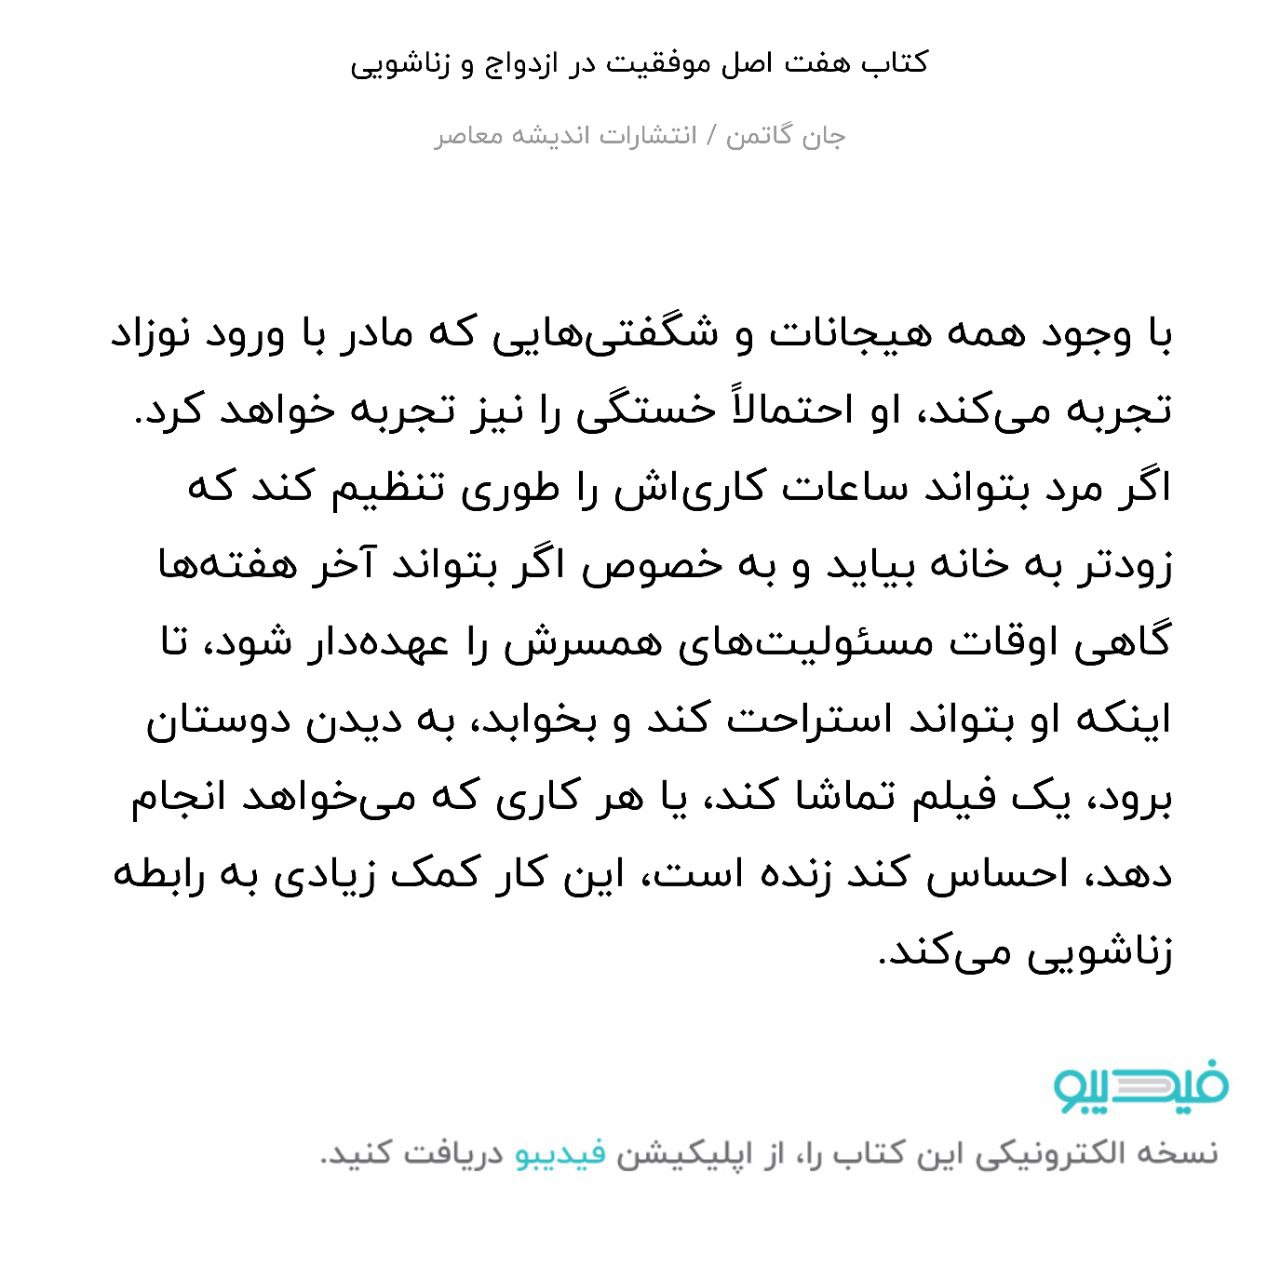 کتاب هفت اصل موفقیت در ازدواج و زناشویی
جان گاتمن / انتشارات اندیشه معاصر
با وجود همه هیجانات و شگفتی‌هایی که مادر با ورود نوزاد
تجربه می‌کند، او احتمالاً خستگی را نیز تجربه خواهد کرد.
اگر مرد بتواند ساعات کاری‌اش را طوری تنظیم کند که
زودتر به خانه بیاید و به خصوص اگر بتواند آخر هفته‌ها
گاهی اوقات مسئولیت‌های همسرش را عهده‌دار شود، تا
اینکه او بتواند استراحت کند و بخوابد، به دیدن دوستان
برود، یک فیلم تماشا کند، یا هر کاری که می‌خواهد انجام
دهد، احساس کند زنده است، این کار کمک زیادی به رابطه
زناشویی می‌کند.
فیدیبو
نسخه الکترونیکی این کتاب را، از اپلیکیشن فیدیبو دریافت کنید.